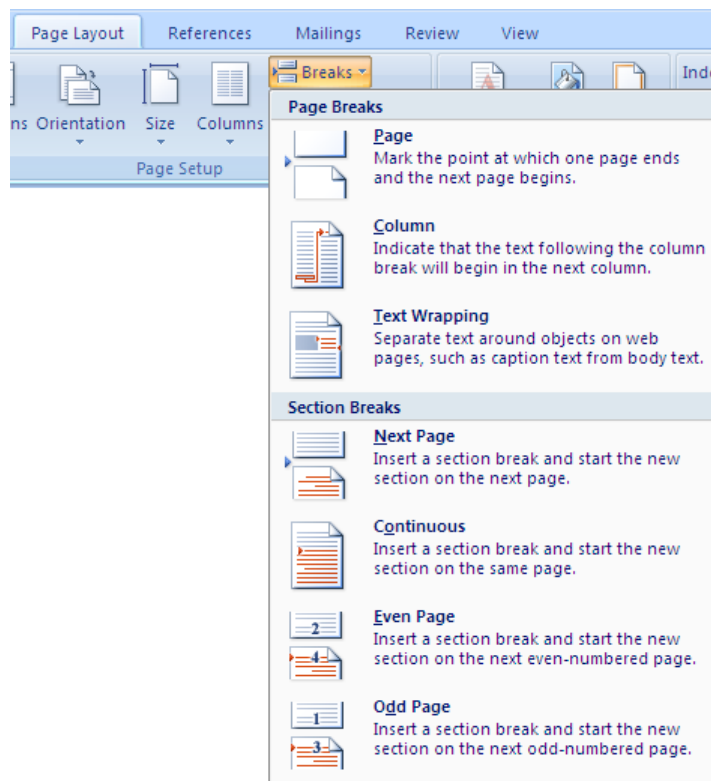 Page Layout References Mailings Review View
Breaks
ns Orientation Size Columns
Inde
Page Setup
Page Breaks
Page
Mark the point at which one page ends
and the next page begins.
Column
Indicate that the text following the column
break will begin in the next column.
Text Wrapping
Separate text around objects on web
pages, such as caption text from body text.
Section Breaks
Next Page
Insert a section break and start the new
section on the next page.
Continuous
Insert a section break and start the new
section on the same page.
Even Page
Insert a section break and start the new
section on the next even-numbered page.
2
4
Odd Page
Insert a section break and start the new
section on the next odd-numbered page.
1
3